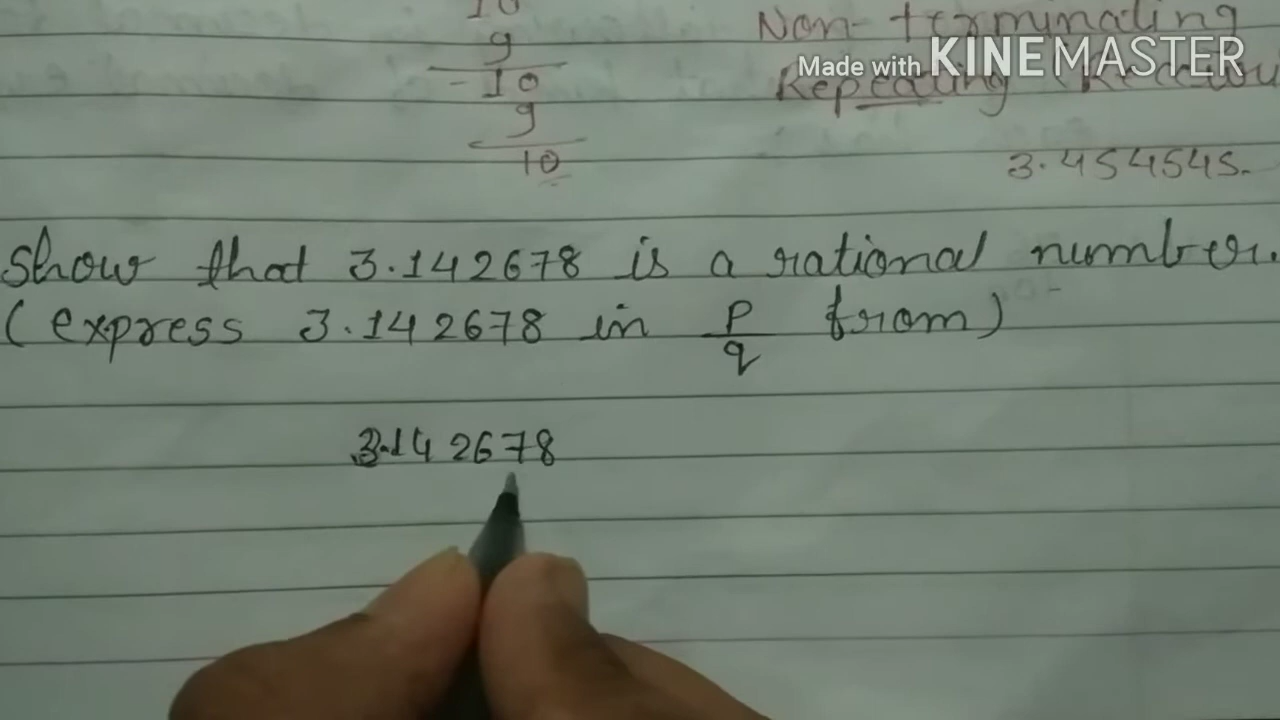 10
9
Non-terminating
Made with KINEMASTER
- 10
Repeating
9
10
3.454545.
Show that 3.142678 is a rational number.
(express 3.142678 in p/q from)
3.142678